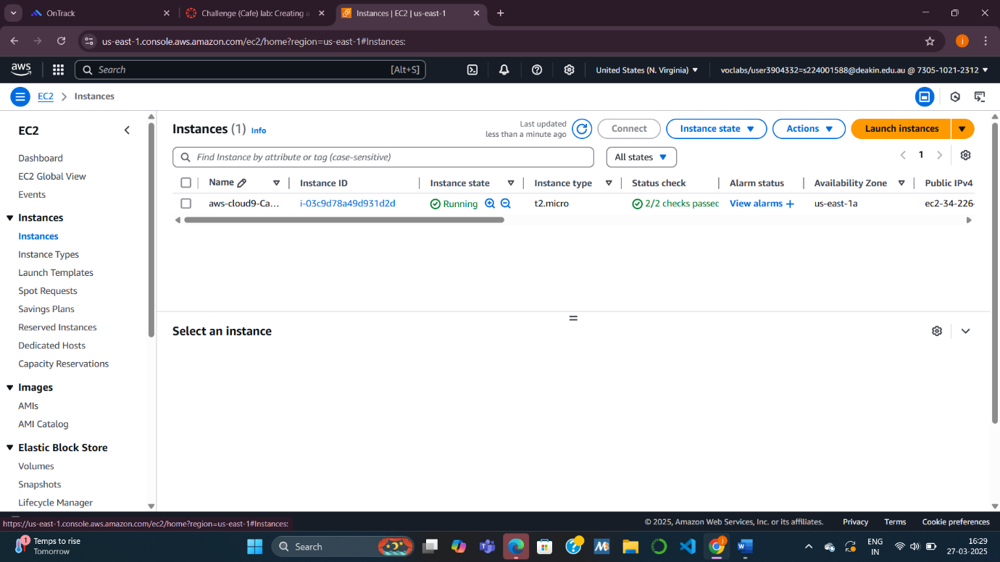 OnTrack
Challenge (Cafe) lab: Creating a
Instances | EC2 | us-east-1
us-east-1.console.aws.amazon.com/ec2/home?region=us-east-1#Instances:
j
aws
Search
[Alt+S]
United States (N. Virginia)
voclabs/user3904332=s224001588@deakin.edu.au @ 7305-1021-2312
EC2
Instances
EC2
Dashboard
EC2 Global View
Events
Instances
Instances
Instance Types
Launch Templates
Spot Requests
Savings Plans
Reserved Instances
Dedicated Hosts
Capacity Reservations
Images
AMIs
AMI Catalog
Elastic Block Store
Volumes
Snapshots
Lifecycle Manager
Instances (1) Info
Last updated
less than a minute ago
Connect
Instance state
Actions
Launch instances
Find Instance by attribute or tag (case-sensitive)
All states
1
Name Instance ID Instance state Instance type Status check Alarm status Availability Zone Public IPv4
aws-cloud9-Ca... i-03c9d78a49d931d2d Running t2.micro 2/2 checks passed View alarms + us-east-1a ec2-34-226-
Select an instance
https://us-east-1.console.aws.amazon.com/ec2/home?region=us-east-1#Instances:
© 2025, Amazon Web Services, Inc. or its affiliates.
Privacy
Terms
Cookie preferences
1
Temps to rise
Tomorrow
Search
j
ENG
IN
16:29
27-03-2025